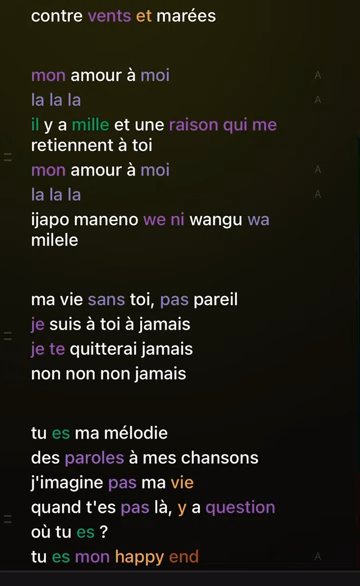 contre vents et marées
mon amour à moi
A
la la la
A
il y a mille et une raison qui me
retiennent à toi
mon amour à moi
A
la la la
A
ijapo maneno we ni wangu wa
milele
ma vie sans toi, pas pareil
je suis à toi à jamais
je te quitterai jamais
non non non jamais
tu es ma mélodie
des paroles à mes chansons
j'imagine pas ma vie
quand t'es pas là, y a question
où tu es ?
tu es mon happy end
A